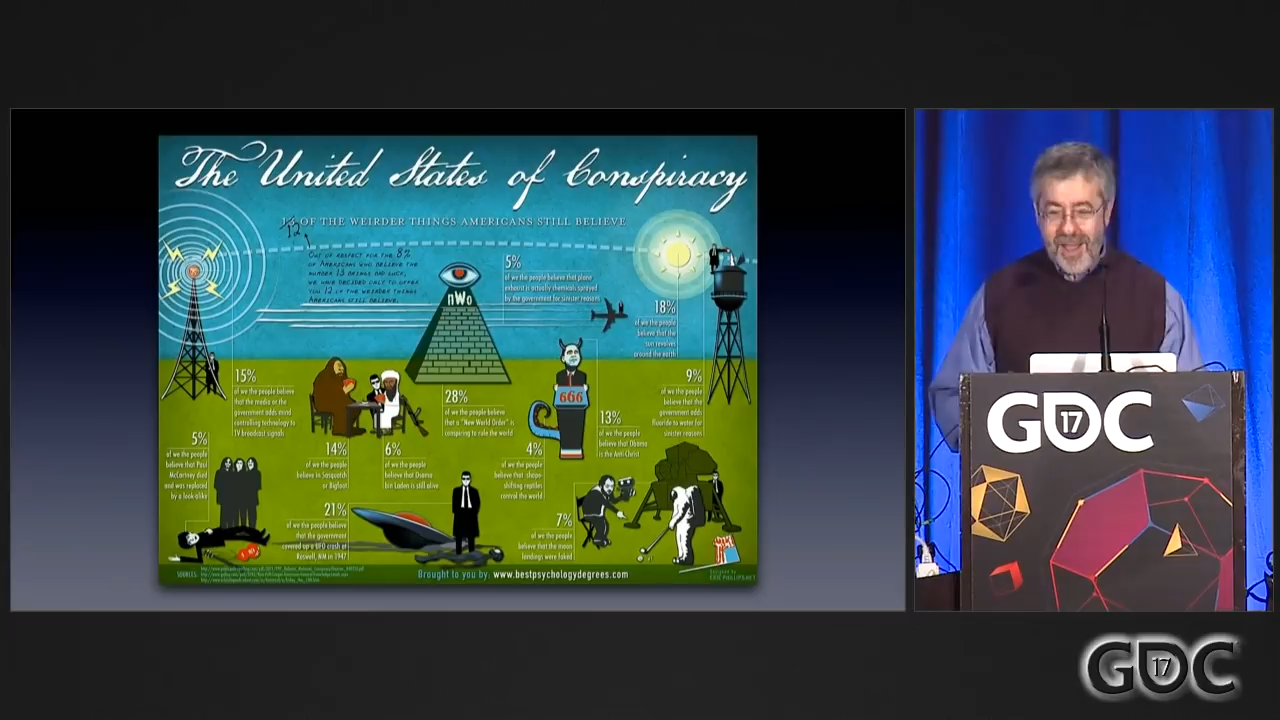 The United States of Conspiracy
12 OF THE WEIRDER THINGS AMERICANS STILL BELIEVE
OUT OF RESPECT FOR THE 8%
OF AMERICANS WHO BELIEVE THE
NUMBER 13 BRINGS BAD LUCK,
WE HAVE DECIDED ONLY TO OFFER
YOU 12 OF THE WEIRDER THINGS
AMERICANS STILL BELIEVE.
nWo
5%
of we the people believe that plane
exhaust is actually chemicals sprayed
by the government for sinister reasons
18%
of we the people
believe that the
sun revolves
around the earth
15%
of we the people believe
that the media or the
government adds mind
controlling technology to
TV broadcast signals
28%
of we the people believe
that a "New World Order" is
conspiring to rule the world
666
9%
of we the people
believe that the
government adds
fluoride to water for
sinister reasons
13%
of we the people
believe that Obama
is the Anti-Christ
5%
of we the people
believe that Paul
McCartney died
and was replaced
by a look-alike
14%
of we the people
believe in Sasquatch
or Bigfoot
6%
of we the people
believe that Osama
bin Laden is still alive
4%
of we the people
believe that shape-
shifting reptiles
control the world
21%
of we the people
believe that the government
covered up a UFO crash at
Roswell, NM in 1947
7%
of we the people
believe that the moon
landings were faked
SOURCES:
Brought to you by: www.bestpsychologydegrees.com
GDC
17
GDC
17